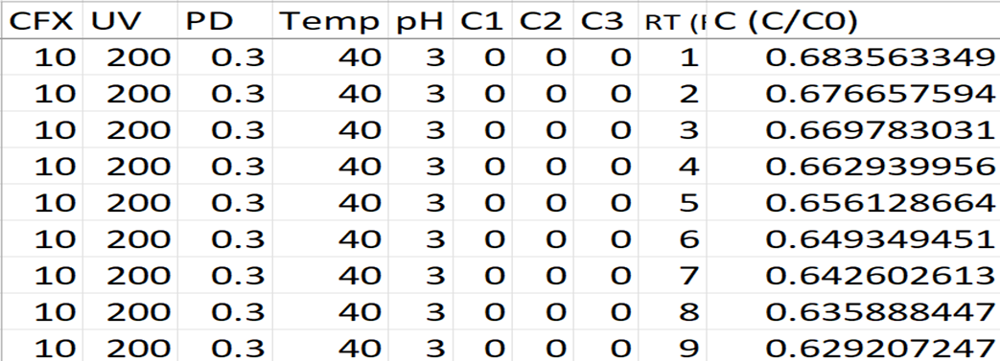 CFX UV PD Temp pH C1 C2 C3 RT ( C (C/C0)
10 200 0.3 40 3 0 0 0 1 0.683563349
10 200 0.3 40 3 0 0 0 2 0.676657594
10 200 0.3 40 3 0 0 0 3 0.669783031
10 200 0.3 40 3 0 0 0 4 0.662939956
10 200 0.3 40 3 0 0 0 5 0.656128664
10 200 0.3 40 3 0 0 0 6 0.649349451
10 200 0.3 40 3 0 0 0 7 0.642602613
10 200 0.3 40 3 0 0 0 8 0.635888447
10 200 0.3 40 3 0 0 0 9 0.629207247